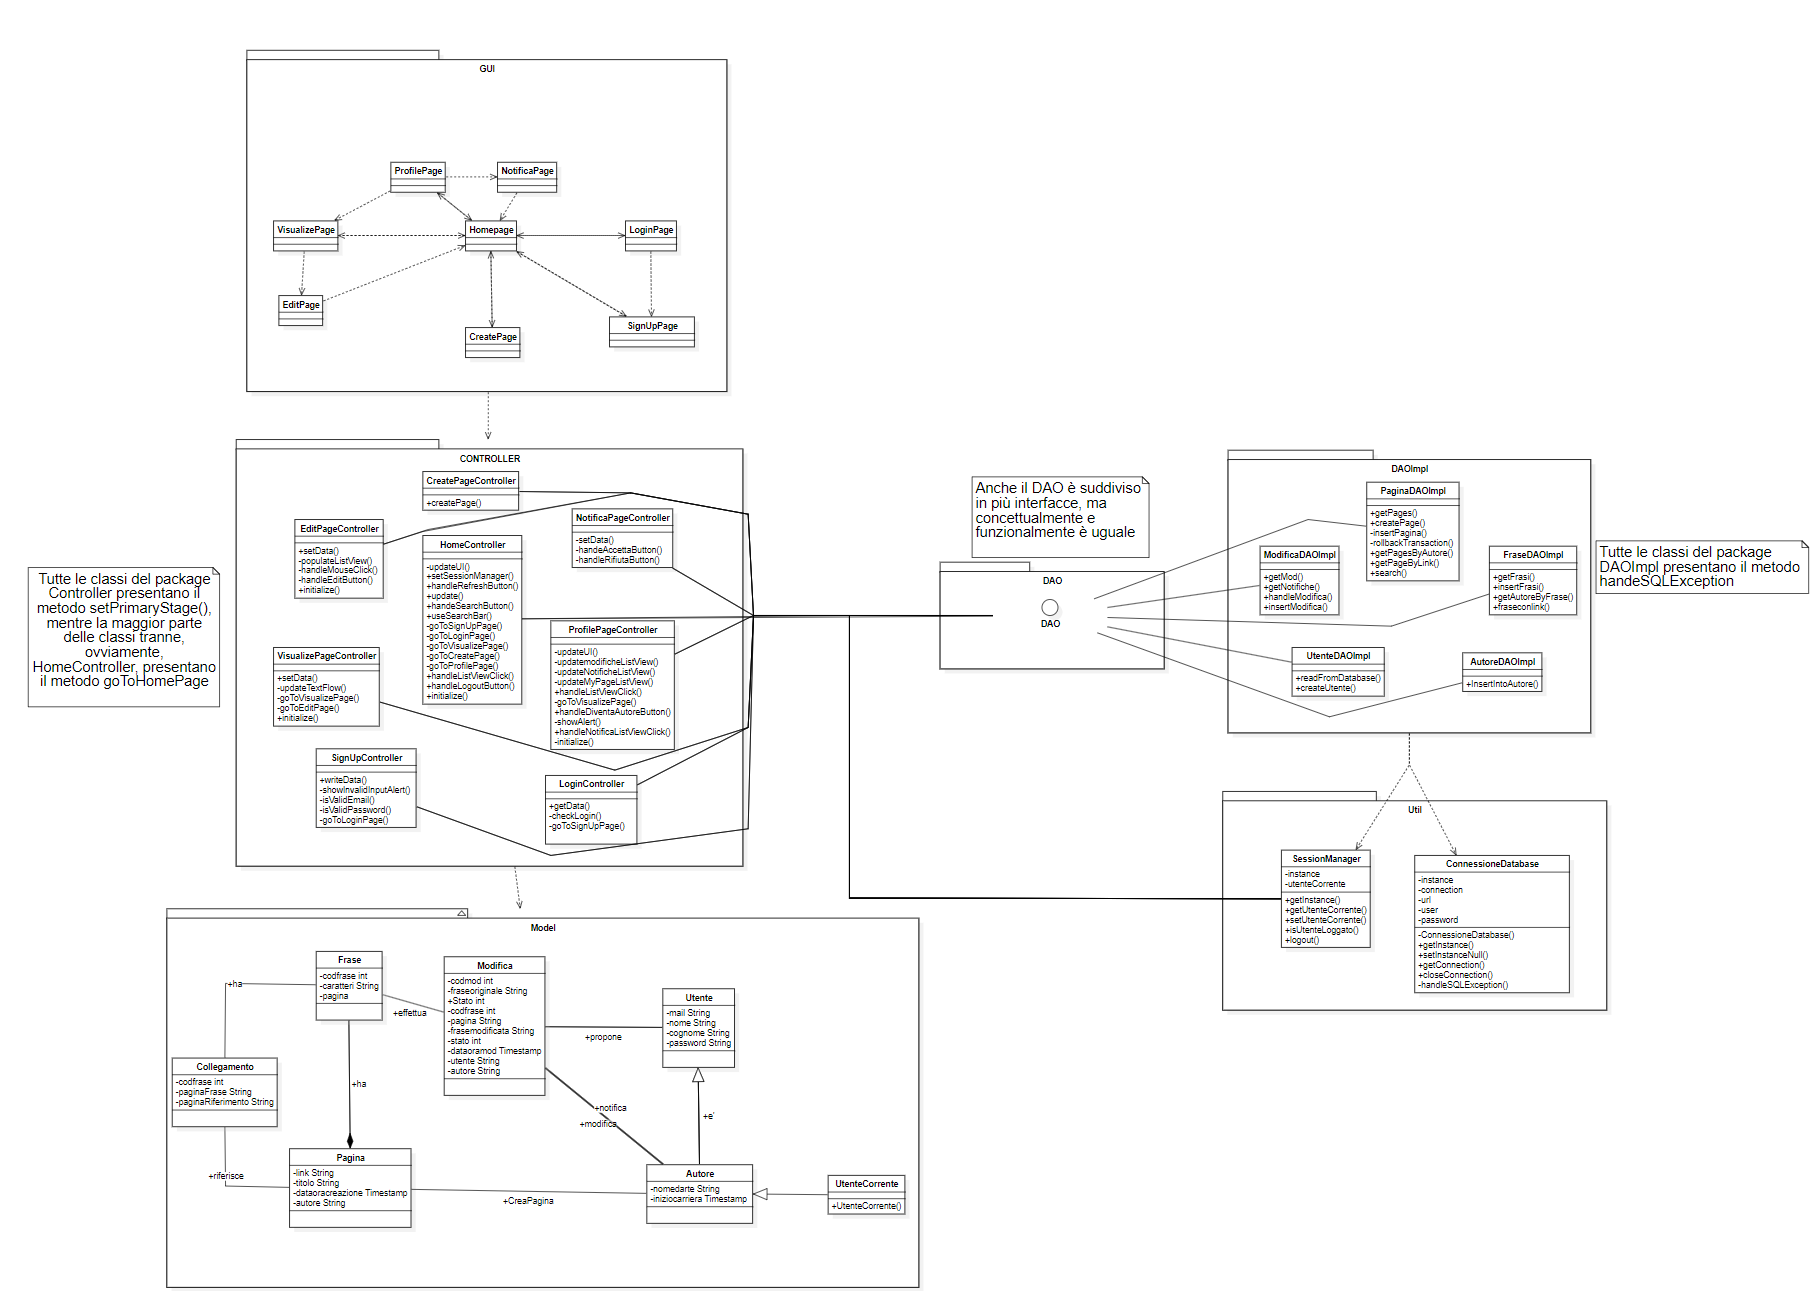 GUI
ProfilePage
NotificaPage
VisualizePage
Homepage
LoginPage
EditPage
CreatePage
SignUpPage
CONTROLLER
CreatePageController
+createPage()
EditPageController
+setData()
-populateListView()
-handleMouseClick()
-handleEditButton()
+initialize()
HomeController
-updateUI()
+setSessionManager()
+handleRefreshButton()
+update()
+handeSearchButton()
+useSearchBar()
-goToSignUpPage()
-goToLoginPage()
-goToVisualizePage()
-goToCreatePage()
-goToProfilePage()
+handleListViewClick()
+handleLogoutButton()
-initialize()
NotificaPageController
-setData()
-handeAccettaButton()
-handleRifiutaButton()
ProfilePageController
-updateUI()
-updatemodificheListView()
-updateNotificheListView()
-updateMyPageListView()
+handleListViewClick()
-goToVisualizePage()
+handleDiventaAutoreButton()
-showAlert()
+handleNotificaListViewClick()
-initialize()
VisualizePageController
+setData()
-updateTextFlow()
-goToVisualizePage()
-goToEditPage()
+initialize()
SignUpController
+writeData()
-showInvalidInputAlert()
-isValidEmail()
-isValidPassword()
-goToLoginPage()
LoginController
+getData()
-checkLogin()
-goToSignUpPage()
Tutte le classi del package
Controller presentano il
metodo setPrimaryStage(),
mentre la maggior parte
delle classi tranne,
ovviamente,
HomeController, presentano
il metodo goToHomePage
Anche il DAO è suddiviso
in più interfacce, ma
concettualmente e
funzionalmente è uguale
DAO
DAO
DAOImpl
PaginaDAOImpl
+getPages()
+createPage()
-insertPagina()
-rollbackTransaction()
+getPagesByAutore()
+getPageByLink()
+search()
ModificaDAOImpl
+getMod()
+getNotifiche()
+handleModifica()
+insertModifica()
FraseDAOImpl
+getFrasi()
+insertFrasi()
+getAutoreByFrase()
+fraseconlink()
UtenteDAOImpl
+readFromDatabase()
+createUtente()
AutoreDAOImpl
+InsertIntoAutore()
Tutte le classi del package
DAOImpl presentano il metodo
handeSQLException
Util
SessionManager
-instance
-utenteCorrente
+getInstance()
+getUtenteCorrente()
+setUtenteCorrente()
+isUtenteLoggato()
+logout()
ConnessioneDatabase
-instance
-connection
-url
-user
-password
-ConnessioneDatabase()
+getInstance()
+setInstanceNull()
+getConnection()
+closeConnection()
-handleSQLException()
Model
Frase
-codfrase int
-caratteri String
-pagina
Modifica
-codmod int
-fraseoriginale String
+Stato int
-codfrase int
-pagina String
-frasemodificata String
-stato int
-dataoramod Timestamp
-utente String
-autore String
Utente
-mail String
-nome String
-cognome String
-password String
Collegamento
-codfrase int
-paginaFrase String
-paginaRiferimento String
Pagina
-link String
-titolo String
-dataoracreazione Timestamp
-autore String
Autore
-nomedarte String
-iniziocarriera Timestamp
UtenteCorrente
+UtenteCorrente()
+ha
+effettua
+propone
+ha
+notifica
+modifica
+e'
+riferisce
+CreaPagina